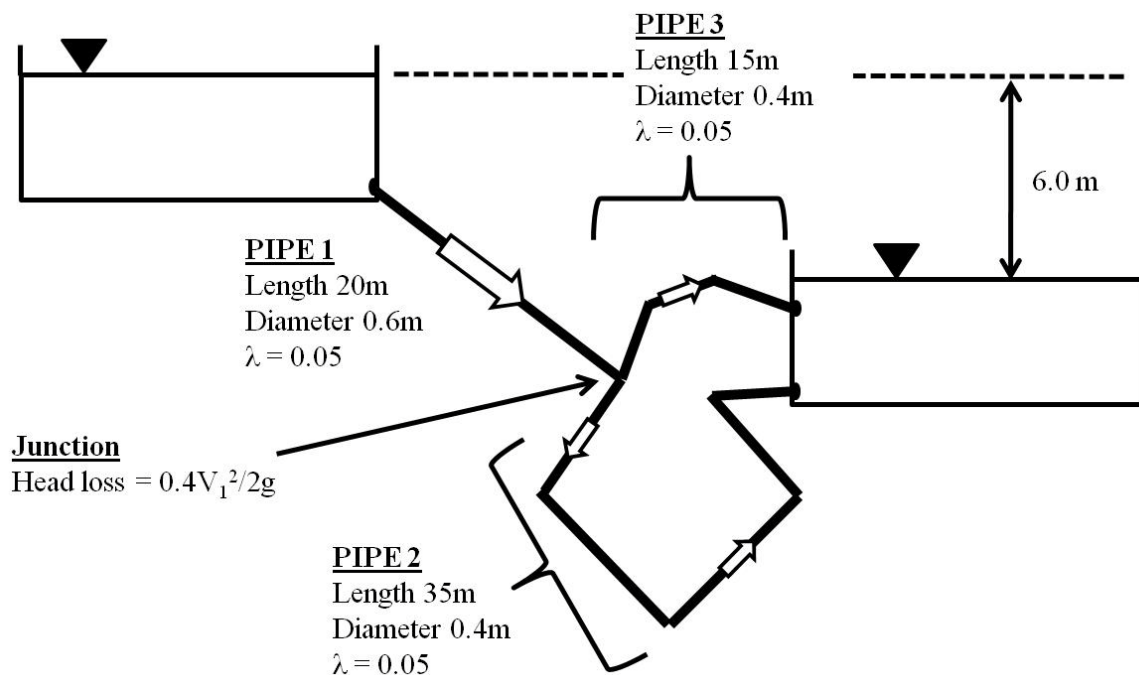 PIPE 3
Length 15m
Diameter 0.4m
λ = 0.05
6.0 m
PIPE 1
Length 20m
Diameter 0.6m
λ = 0.05
Junction
Head loss = 0.4V₁²/2g
PIPE 2
Length 35m
Diameter 0.4m
λ = 0.05